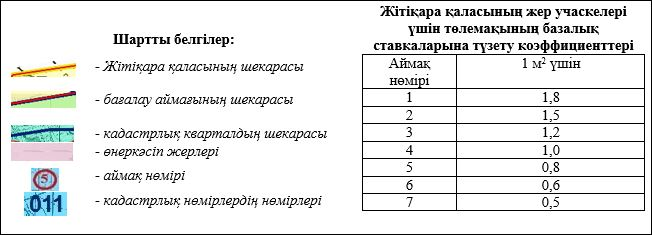 Шартты белгілер:
- Жітіқара қаласының шекарасы
- бағалау аймағының шекарасы
- кадастрлық кварталдың шекарасы
- өнеркәсіп жерлері
5 - аймақ нөмірі
011 - кадастрлық нөмірлердің нөмірлері
Жітіқара қаласының жер учаскелері
үшін төлемақының базалық
ставкаларына түзету коэффициенттері
Аймақ нөмірі 1 м² үшін
1 1,8
2 1,5
3 1,2
4 1,0
5 0,8
6 0,6
7 0,5